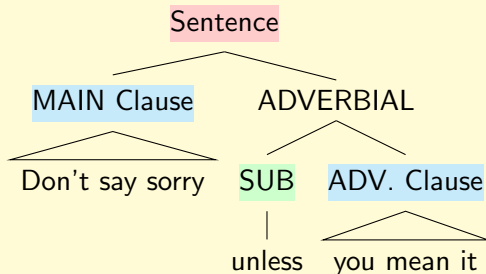 Sentence
MAIN Clause ADVERBIAL
Don't say sorry SUB ADV. Clause
unless you mean it